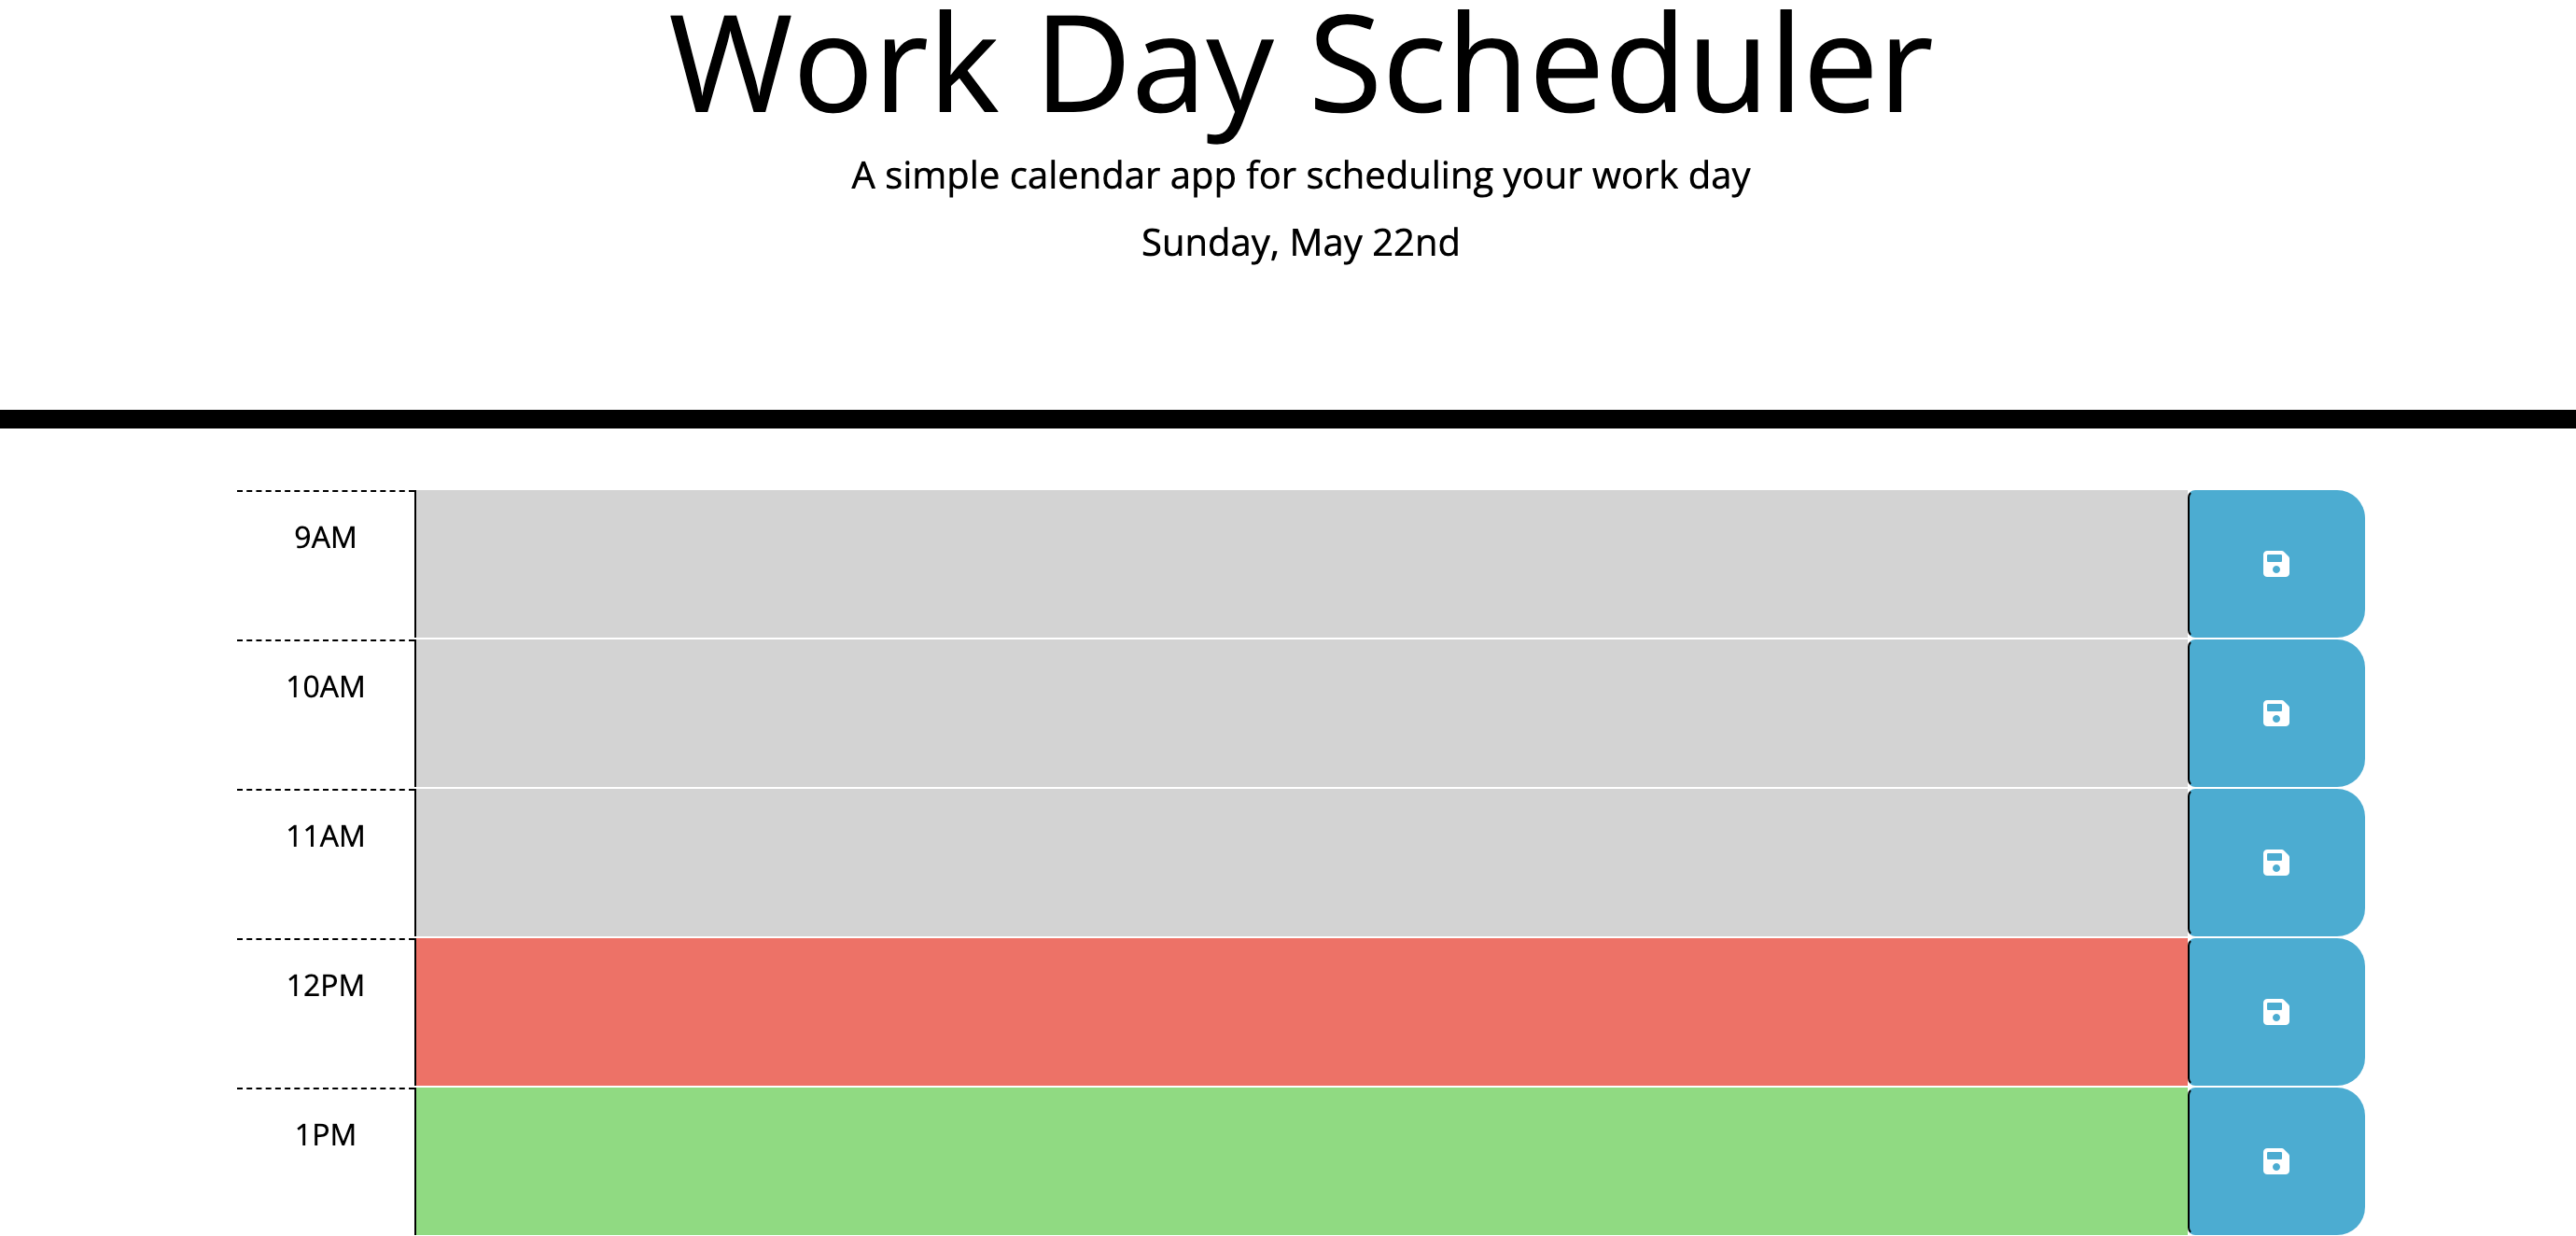 Work Day Scheduler
A simple calendar app for scheduling your work day
Sunday, May 22nd
9AM
10AM
11AM
12PM
1PM